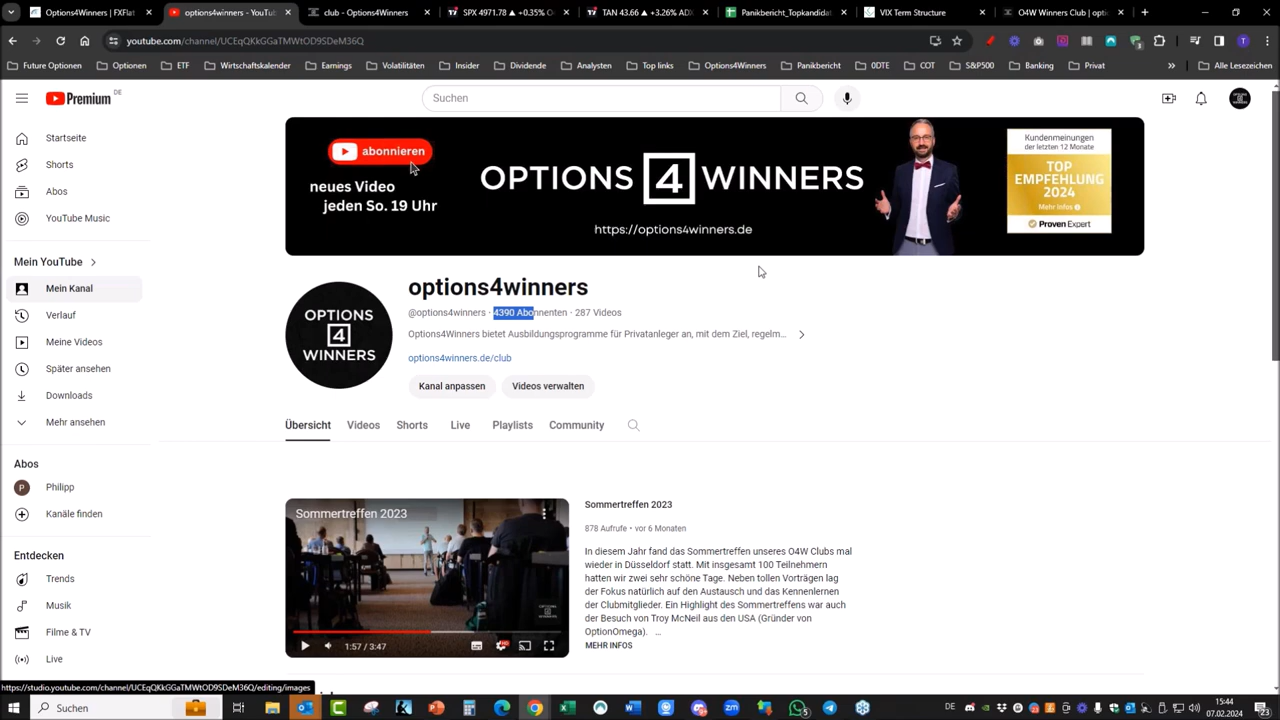 Options4Winners | FXFlat
options4winners - YouTu
club - Options4Winners
SPX 4971.78 ▲ +0.35% O
TAN 43.66 ▲ +3.26% AD
Panikbericht_Topkandidat
VIX Term Structure
O4W Winners Club | opti
youtube.com/channel/UCEqQKkGGaTMWtOD9SDeM36Q
Future Optionen
Optionen
ETF
Wirtschaftskalender
Earnings
Volatilitäten
Insider
Dividende
Analysten
Top links
Options4Winners
Panikbericht
0DTE
COT
S&P500
Banking
Privat
Alle Lesezeichen
Premium DE
Suchen
Startseite
Shorts
Abos
YouTube Music
Mein YouTube
Mein Kanal
Verlauf
Meine Videos
Später ansehen
Downloads
Mehr ansehen
Abos
P Philipp
Kanäle finden
Entdecken
Trends
Musik
Filme & TV
Live
abonnieren
neues Video
jeden So. 19 Uhr
OPTIONS 4 WINNERS
https://options4winners.de
Kundenmeinungen
der letzten 12 Monate
TOP
EMPFEHLUNG
2024
Mehr Infos
ProvenExpert
OPTIONS
4
WINNERS
options4winners
@options4winners · 4390 Abonnenten · 287 Videos
Options4Winners bietet Ausbildungsprogramme für Privatanleger an, mit dem Ziel, regelm...
options4winners.de/club
Kanal anpassen
Videos verwalten
Übersicht
Videos
Shorts
Live
Playlists
Community
Sommertreffen 2023
1:57 / 3:47
Sommertreffen 2023
878 Aufrufe · vor 6 Monaten
In diesem Jahr fand das Sommertreffen unseres O4W Clubs mal
wieder in Düsseldorf statt. Mit insgesamt 100 Teilnehmern
hatten wir zwei sehr schöne Tage. Neben tollen Vorträgen lag
der Fokus natürlich auf den Austausch und das Kennenlernen
der Clubmitglieder. Ein Highlight des Sommertreffens war auch
der Besuch von Troy McNeil aus den USA (Gründer von
OptionOmega). ...
MEHR INFOS
https://studio.youtube.com/channel/UCEqQKkGGaTMWtOD9SDeM36Q/editing/images
Suchen
DE
15:44
07.02.2024